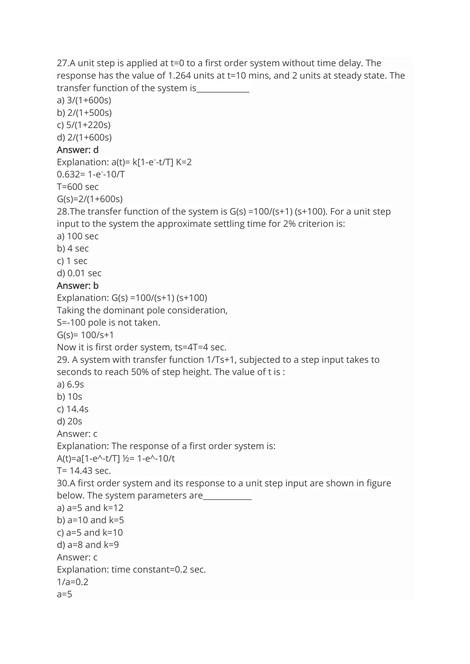 27.A unit step is applied at t=0 to a first order system without time delay. The
response has the value of 1.264 units at t=10 mins, and 2 units at steady state. The
transfer function of the system is____________
a) 3/(1+600s)
b) 2/(1+500s)
c) 5/(1+220s)
d) 2/(1+600s)
Answer: d
Explanation: a(t)= k[1-e^-t/T] K=2
0.632= 1-e^-10/T
T=600 sec
G(s)=2/(1+600s)
28.The transfer function of the system is G(s) =100/(s+1) (s+100). For a unit step
input to the system the approximate settling time for 2% criterion is:
a) 100 sec
b) 4 sec
c) 1 sec
d) 0.01 sec
Answer: b
Explanation: G(s) =100/(s+1) (s+100)
Taking the dominant pole consideration,
S=-100 pole is not taken.
G(s)= 100/s+1
Now it is first order system, ts=4T=4 sec.
29. A system with transfer function 1/Ts+1, subjected to a step input takes to
seconds to reach 50% of step height. The value of t is :
a) 6.9s
b) 10s
c) 14.4s
d) 20s
Answer: c
Explanation: The response of a first order system is:
A(t)=a[1-e^-t/T] ½= 1-e^-10/t
T= 14.43 sec.
30.A first order system and its response to a unit step input are shown in figure
below. The system parameters are____________
a) a=5 and k=12
b) a=10 and k=5
c) a=5 and k=10
d) a=8 and k=9
Answer: c
Explanation: time constant=0.2 sec.
1/a=0.2
a=5